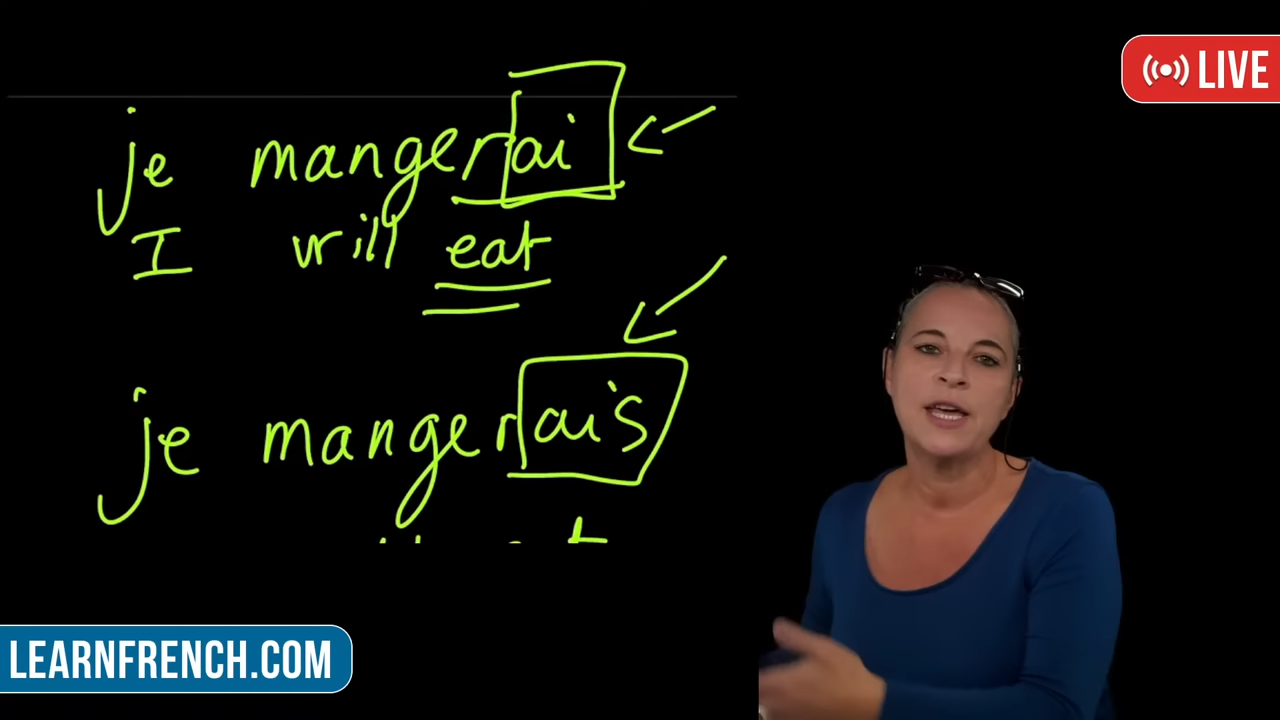 LIVE
je mangerai
I will eat
je mangerais
LEARNFRENCH.COM